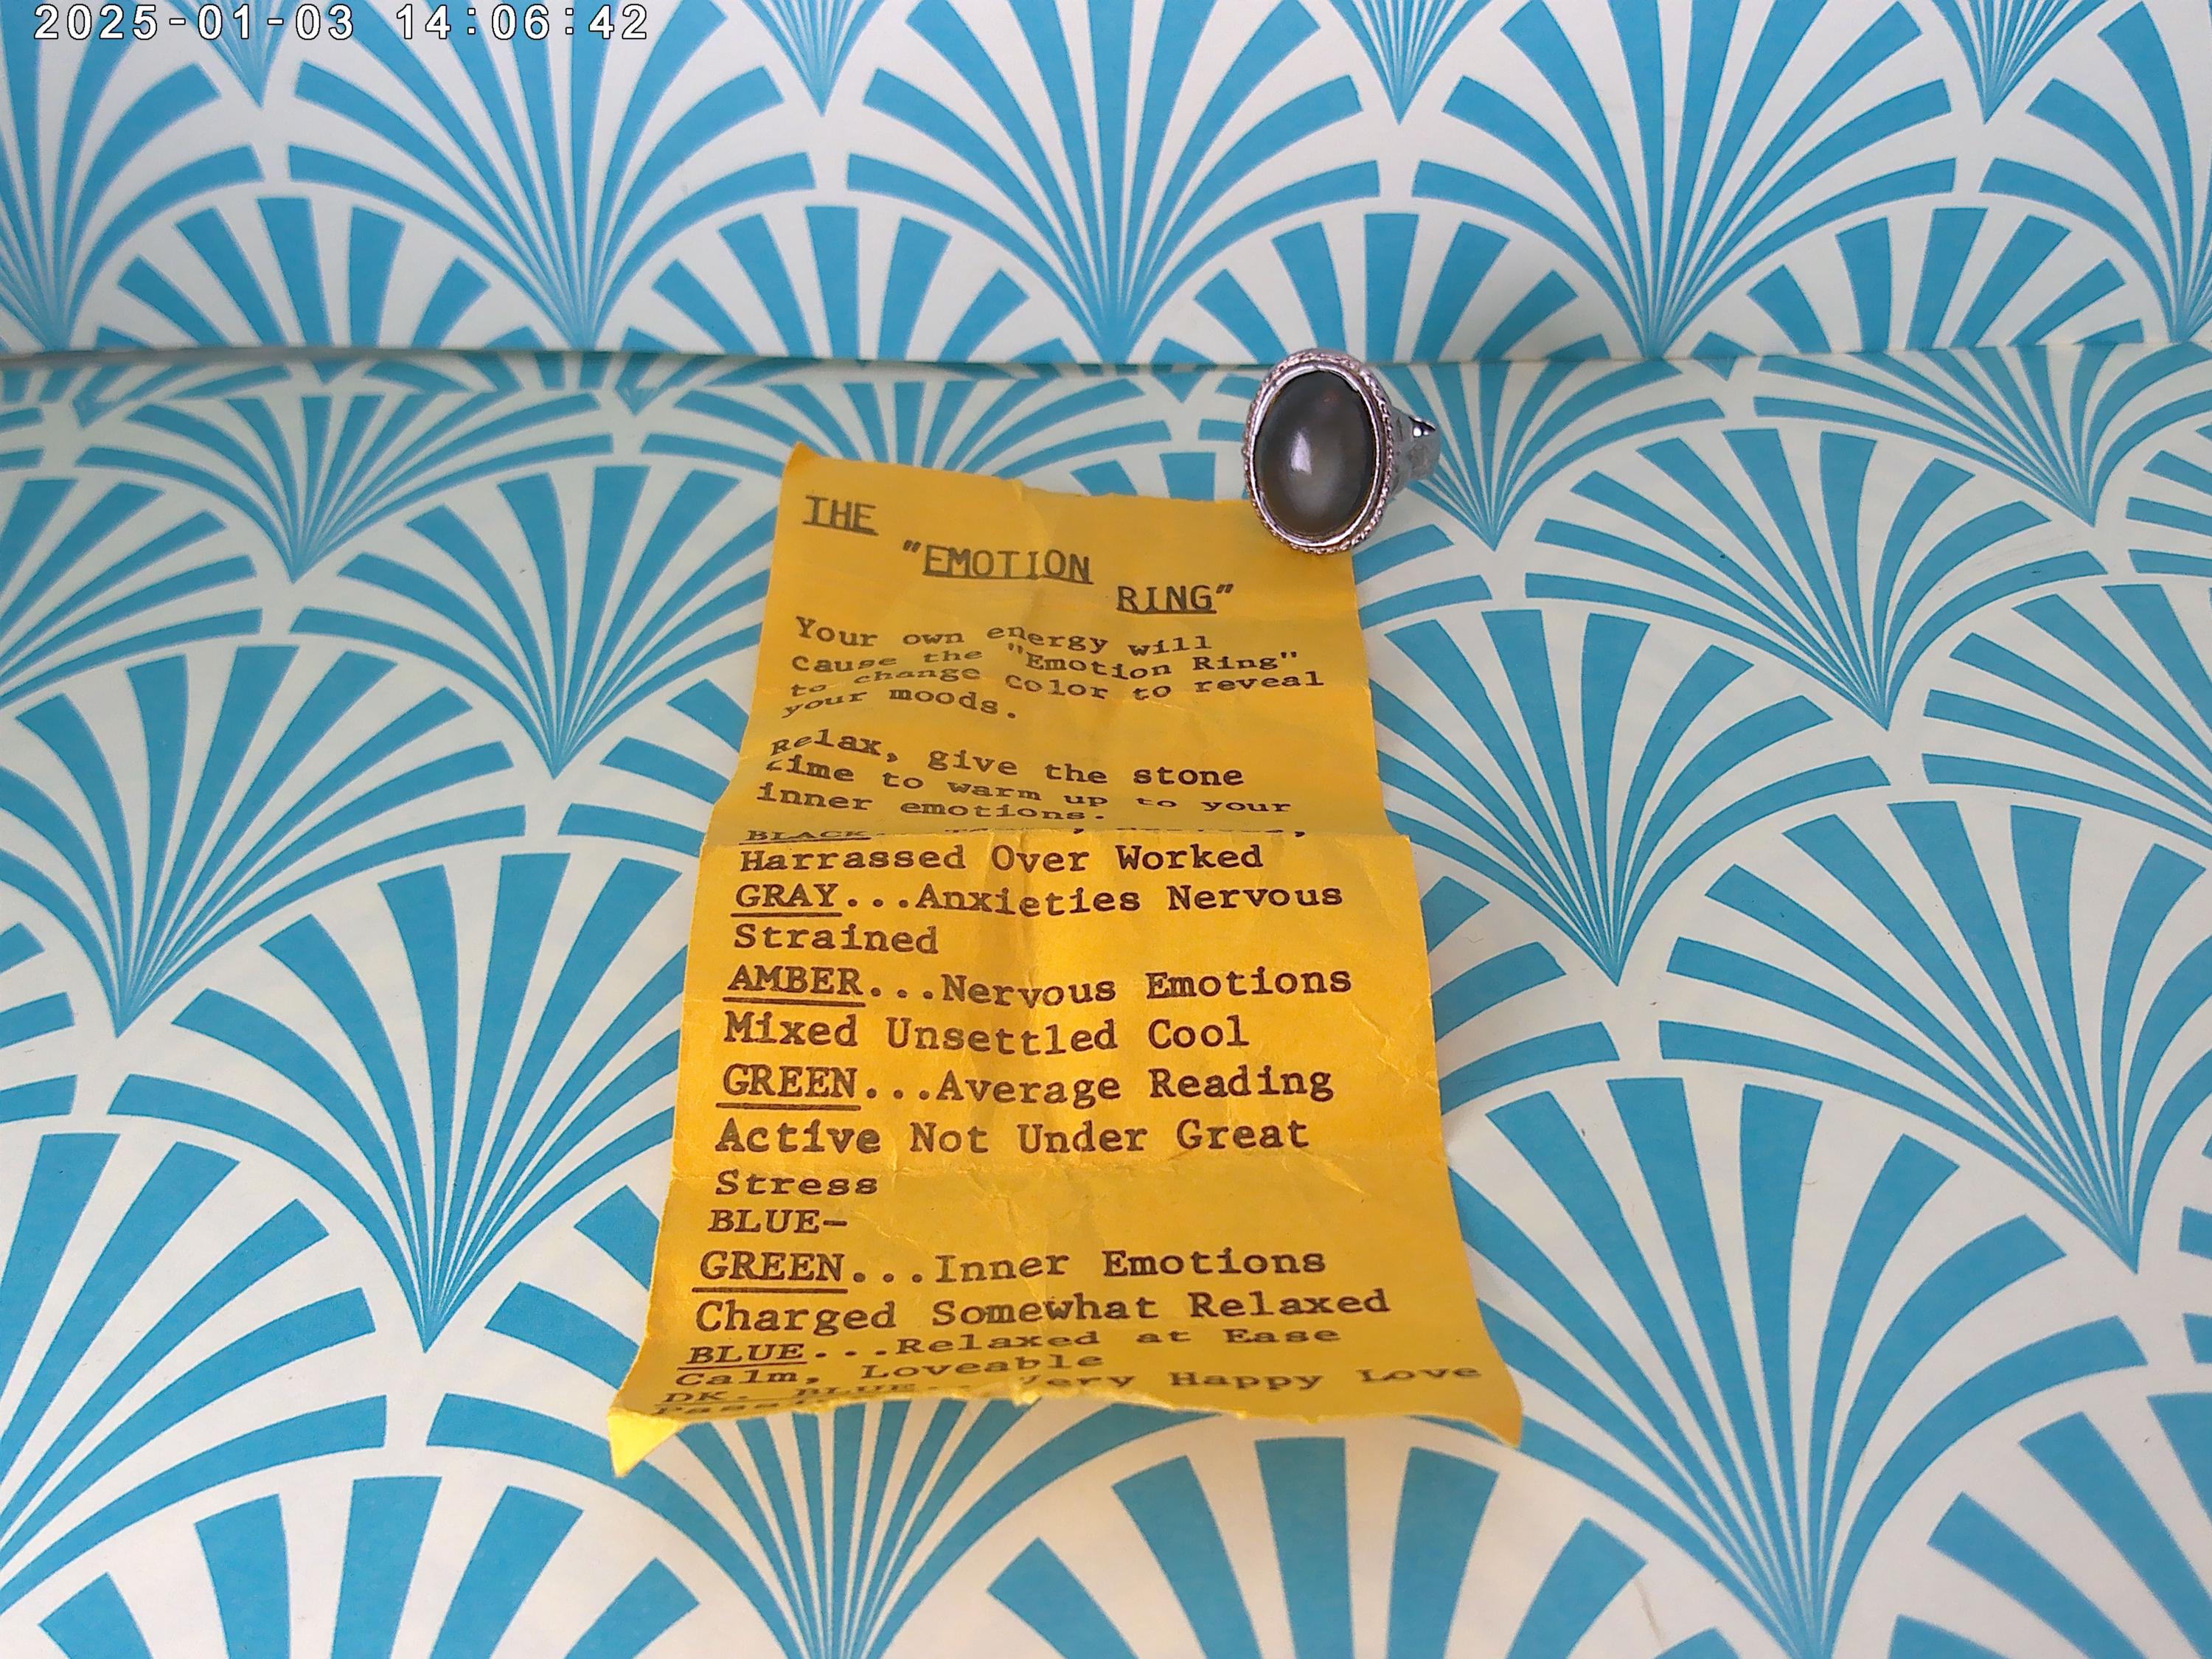 2025-01-03 14:06:42
THE
"EMOTION
RING"
Your own energy will
Cause the "Emotion Ring"
to change Color to reveal
your moods.
Relax, give the stone
time to warm up to your
inner emotions.
BLACK
Harrassed Over Worked
GRAY...Anxieties Nervous
Strained
AMBER...Nervous Emotions
Mixed Unsettled Cool
GREEN...Average Reading
Active Not Under Great
Stress
BLUE-
GREEN...Inner Emotions
Charged Somewhat Relaxed
BLUE...Relaxed at Ease
Calm, Loveable
DK. BLUE... Very Happy Love